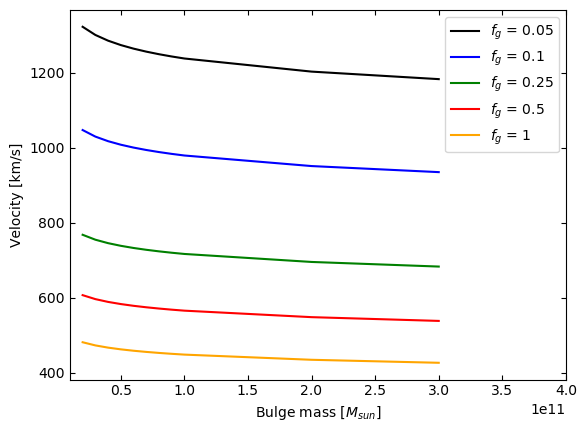 f_g = 0.05
f_g = 0.1
f_g = 0.25
f_g = 0.5
f_g = 1
1200
1000
800
600
400
Velocity [km/s]
0.5 1.0 1.5 2.0 2.5 3.0 3.5 4.0
1e11
Bulge mass [M_sun]